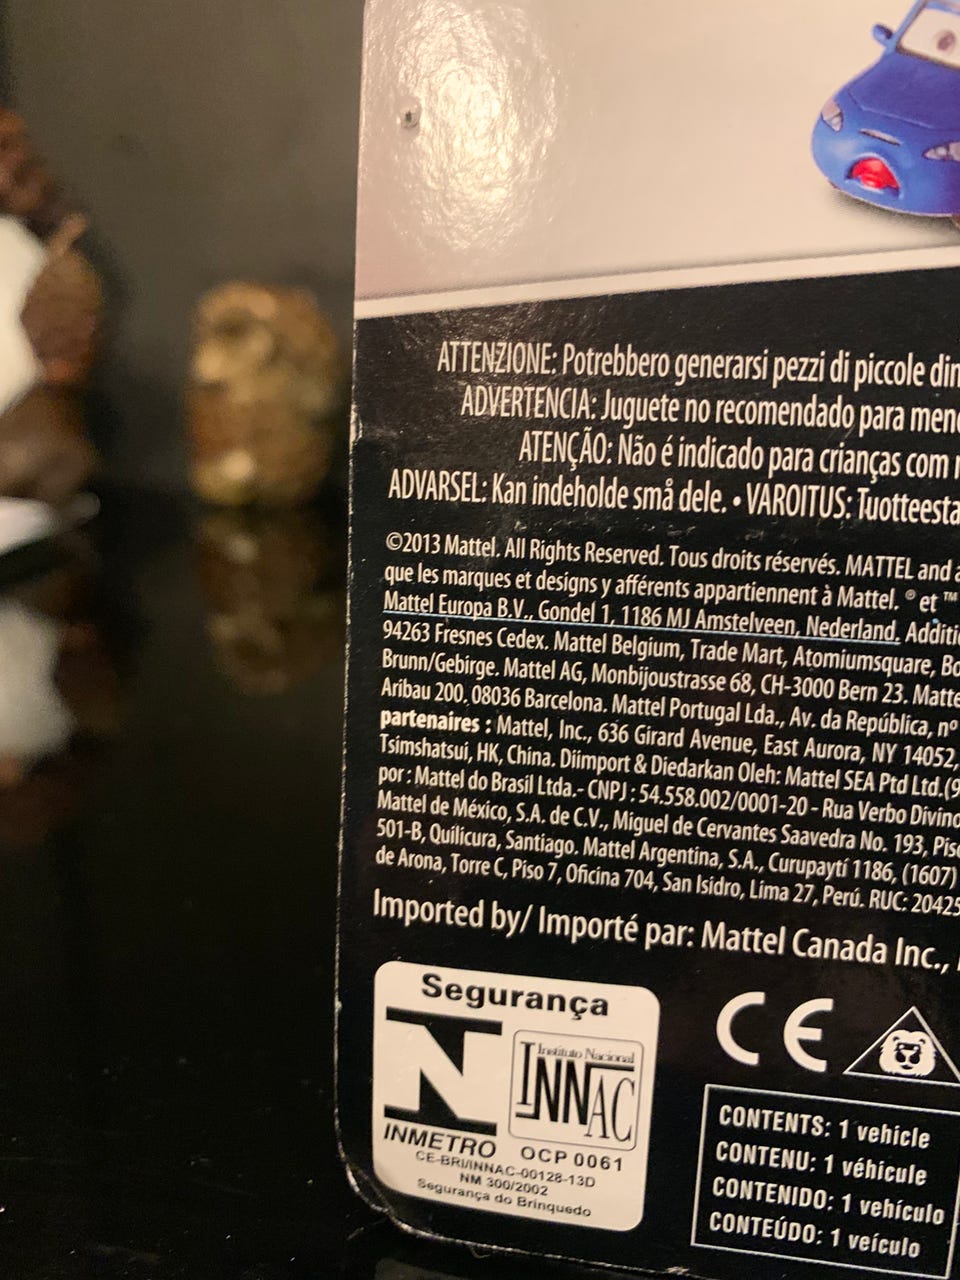 ATTENZIONE: Potrebbero generarsi pezzi di piccole
ADVERTENCIA: Juguete no recomendado para
ATENÇÃO: Não é indicado para crianças com
ADVARSEL: Kan indeholde små dele. • VAROITUS:
©2013 Mattel. All Rights Reserved. Tous droits réservés. MATTEL and
que les marques et designs y afférents appartiennent à Mattel. ® et ™
Mattel Europa B.V., Gondel 1, 1186 MJ Amstelveen, Nederland.
94263 Fresnes Cedex. Mattel Belgium, Trade Mart, Atomiumsquare,
Brunn/Gebirge. Mattel AG, Monbijoustrasse 68, CH-3000 Bern 23.
Aribau 200. 08036 Barcelona. Mattel Portugal Lda., Av. da República, nº
partenaires : Mattel, Inc., 636 Girard Avenue, East Aurora, NY 14052,
Tsimshatsui, HK, China. Diimport & Diedarkan Oleh: Mattel SEA Ptd Ltd.
por : Mattel do Brasil Ltda.- CNPJ : 54.558.002/0001-20 - Rua Verbo Divino
Mattel de México, S.A. de C.V., Miguel de Cervantes Saavedra No. 193,
501-B, Quilicura, Santiago. Mattel Argentina, S.A., Curupaytí 1186, (1607)
de Arona, Torre C, Piso 7, Oficina 704, San Isidro, Lima 27, Perú. RUC:
Imported by/ Importé par: Mattel Canada Inc.,
Segurança
Instituto Nacional
INNAC
INMETRO OCP 0061
CE-BRI/INNAC-00128-13D
NM 300/2002
Segurança do Brinquedo
CE
CONTENTS: 1 vehicle
CONTENU: 1 véhicule
CONTENIDO: 1 vehículo
CONTEÚDO: 1 veículo